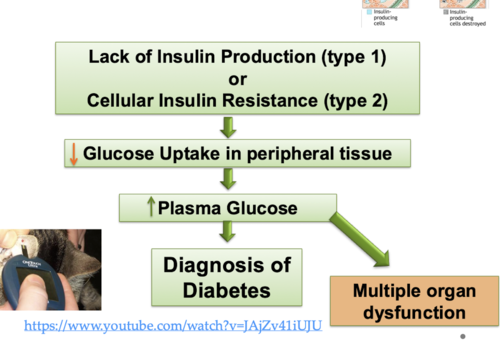 Insulin-
producing
cells
Insulin-
producing
cells destroyed
Lack of Insulin Production (type 1)
or
Cellular Insulin Resistance (type 2)
Glucose Uptake in peripheral tissue
Plasma Glucose
Diagnosis of
Diabetes
Multiple organ
dysfunction
https://www.youtube.com/watch?v=JAjZv41iUJU